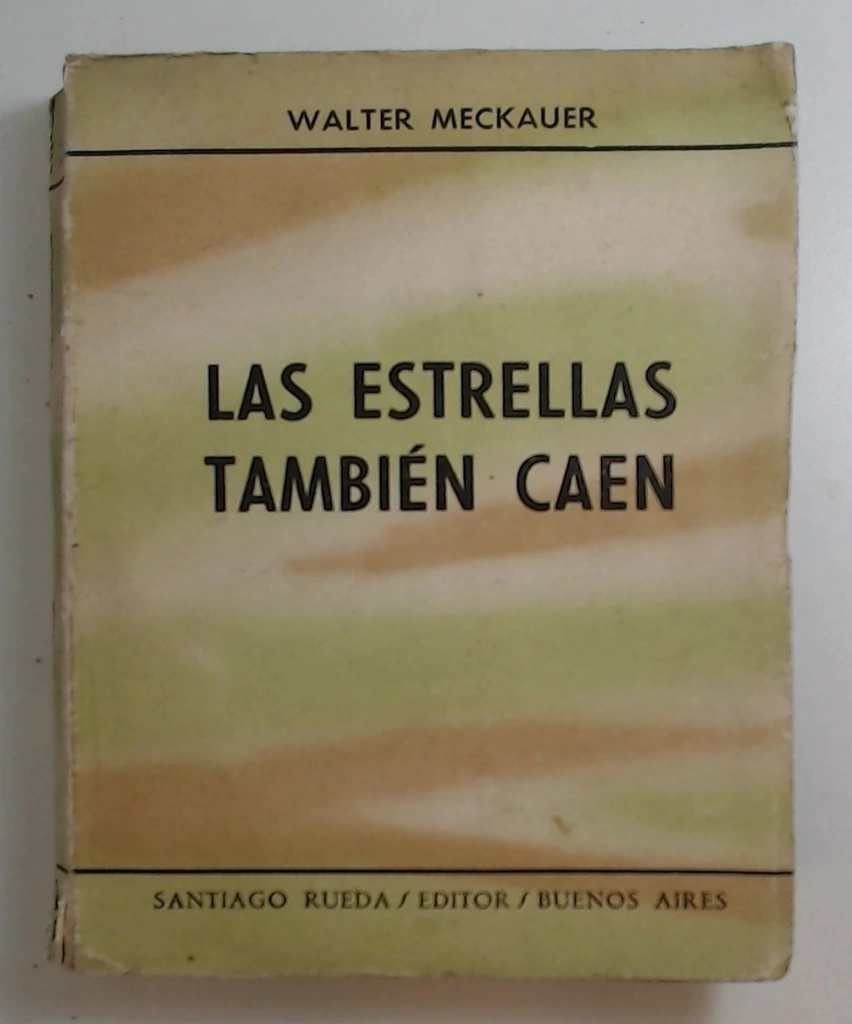 WALTER MECKAUER
LAS ESTRELLAS
TAMBIÉN CAEN
SANTIAGO RUEDA / EDITOR / BUENOS AIRES